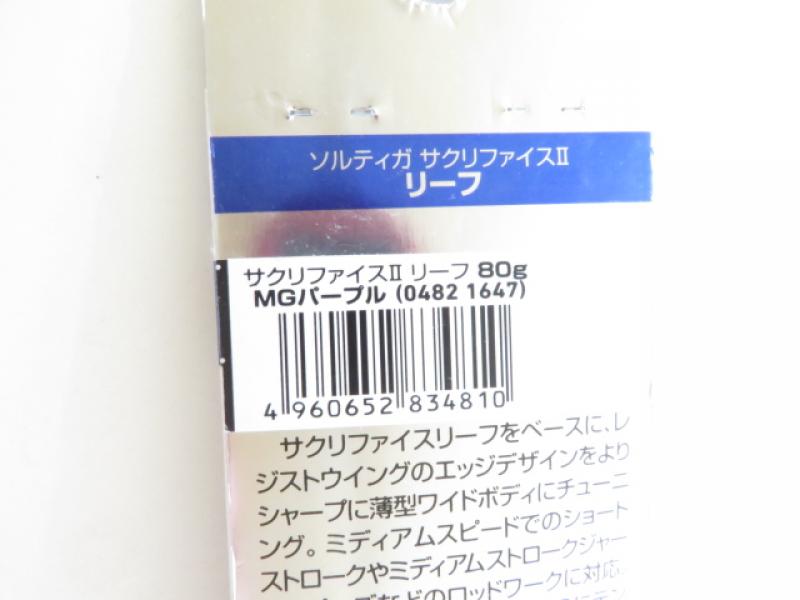 ソルティガ サクリファイスⅡ
リーフ
サクリファイスⅡ リーフ 80g
MGパープル (0482 1647)
4 960652 834810
サクリファイスリーフをベースに、レ
ジストウイングのエッジデザインをより
シャープに薄型ワイドボディにチューニ
ング。ミディアムスピードでのショート
ストロークやミディアムストロークジャー
などのロッドワークに対応。